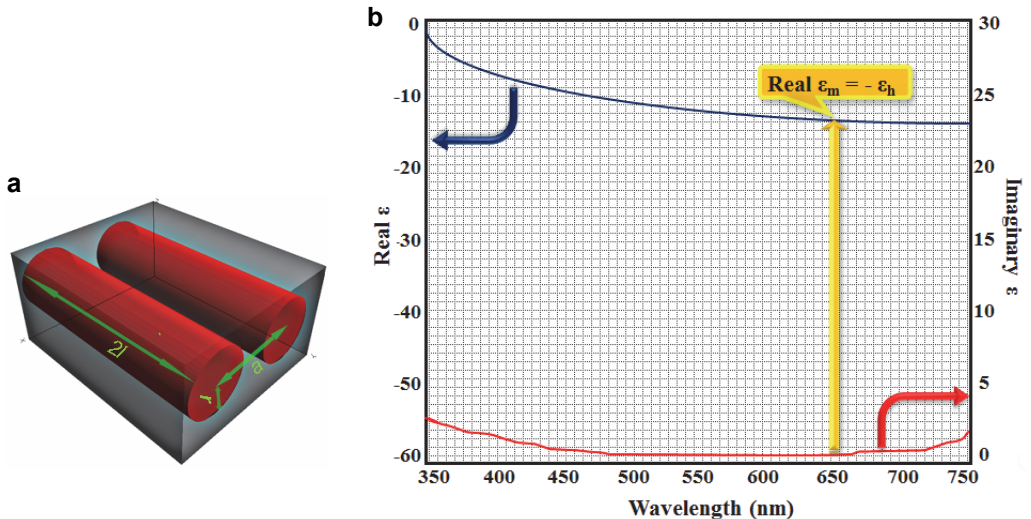 a
2l
a
r
b
0
-10
-20
-30
-40
-50
-60
Real ε
Real εm = - εh
30
25
20
15
10
5
0
Imaginary ε
350 400 450 500 550 600 650 700 750
Wavelength (nm)